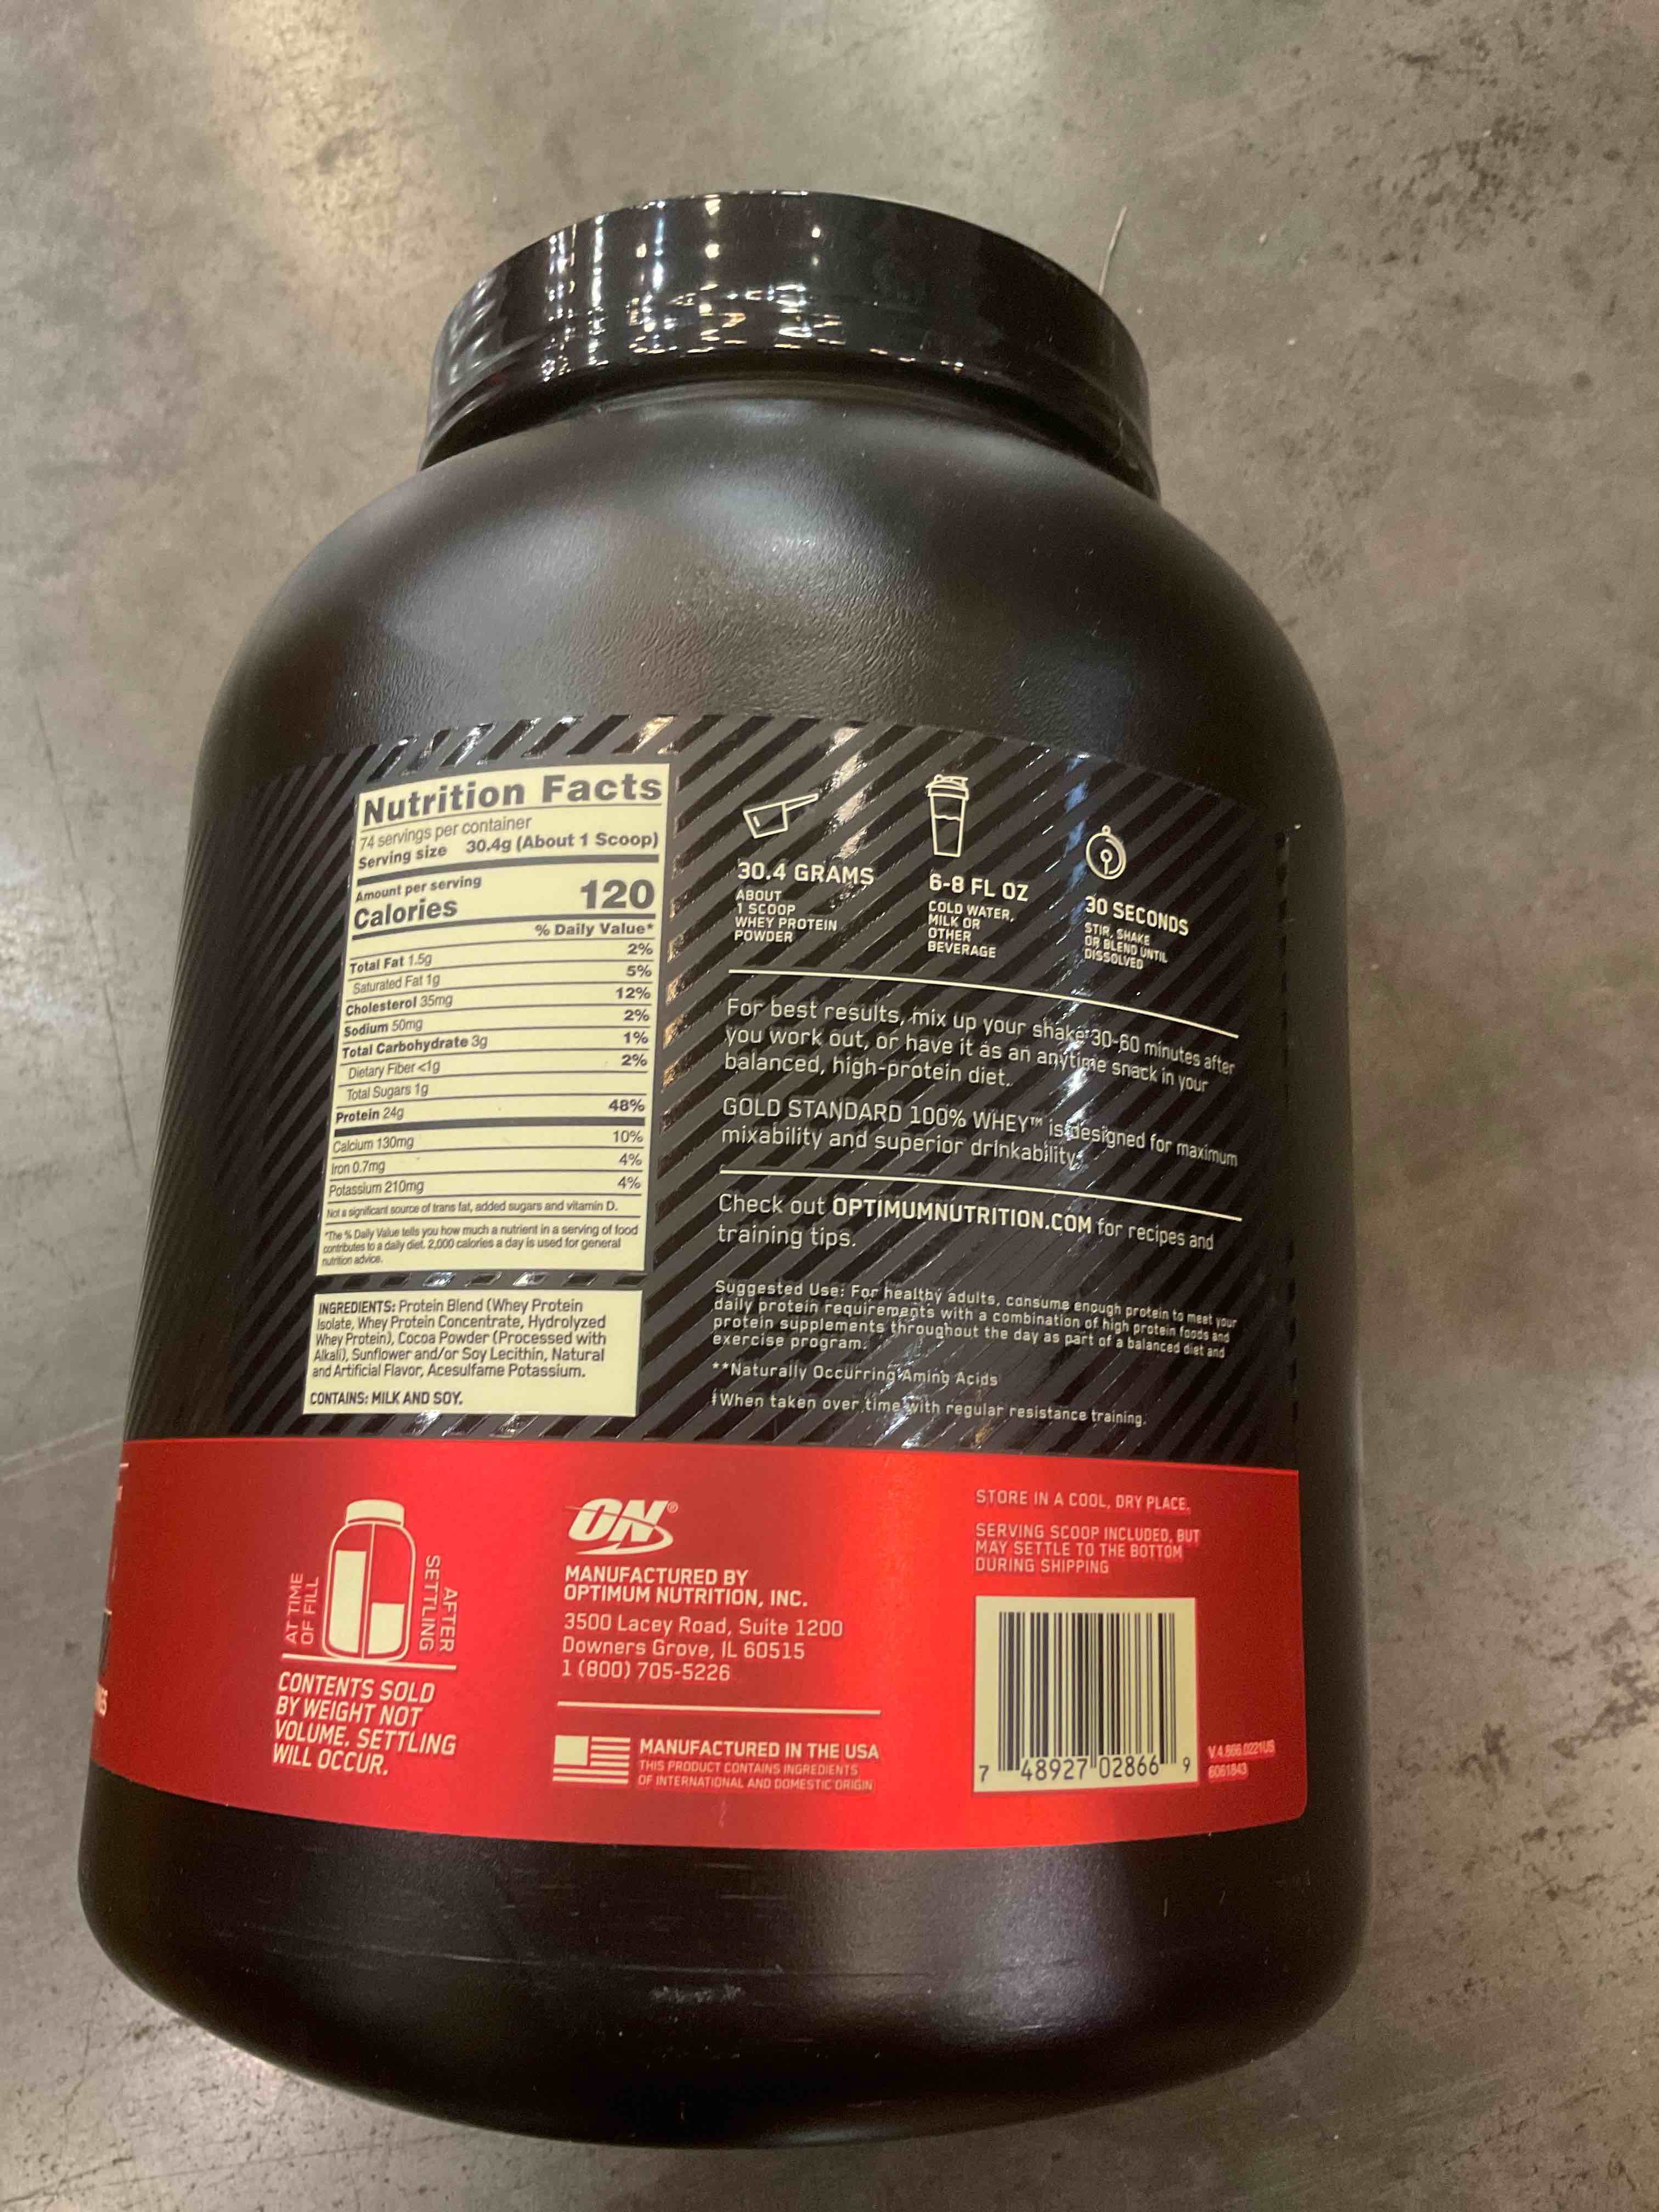 Nutrition Facts
74 servings per container
Serving size 30.4g (About 1 Scoop)
Amount per serving
Calories 120
% Daily Value*
Total Fat 1.5g 2%
Saturated Fat 1g 5%
Cholesterol 35mg 12%
Sodium 50mg 2%
Total Carbohydrate 3g 1%
Dietary Fiber <1g 2%
Total Sugars 1g
Protein 24g 48%
Calcium 130mg 10%
Iron 0.7mg 4%
Potassium 210mg 4%
Not a significant source of trans fat, added sugars and vitamin D.
*The % Daily Value tells you how much a nutrient in a serving of food
contributes to a daily diet. 2,000 calories a day is used for general
nutrition advice.
INGREDIENTS: Protein Blend (Whey Protein
Isolate, Whey Protein Concentrate, Hydrolyzed
Whey Protein), Cocoa Powder (Processed with
Alkali), Sunflower and/or Soy Lecithin, Natural
and Artificial Flavor, Acesulfame Potassium.
CONTAINS: MILK AND SOY.
30.4 GRAMS
ABOUT
1 SCOOP
WHEY PROTEIN
POWDER
6-8 FL OZ
COLD WATER,
MILK OR
OTHER
BEVERAGE
30 SECONDS
STIR, SHAKE
OR BLEND UNTIL
DISSOLVED
For best results, mix up your shake 30-60 minutes after
you work out, or have it as an anytime snack in your
balanced, high-protein diet.
GOLD STANDARD 100% WHEY™ is designed for maximum
mixability and superior drinkability.
Check out OPTIMUMNUTRITION.COM for recipes and
training tips.
Suggested Use: For healthy adults, consume enough protein to meet your
daily protein requirements with a combination of high protein foods and
protein supplements throughout the day as part of a balanced diet and
exercise program.
**Naturally Occurring Amino Acids
ǂWhen taken over time with regular resistance training.
AT TIME
OF FILL
AFTER
SETTLING
CONTENTS SOLD
BY WEIGHT NOT
VOLUME. SETTLING
WILL OCCUR.
ON®
MANUFACTURED BY
OPTIMUM NUTRITION, INC.
3500 Lacey Road, Suite 1200
Downers Grove, IL 60515
1 (800) 705-5226
MANUFACTURED IN THE USA
THIS PRODUCT CONTAINS INGREDIENTS
OF INTERNATIONAL AND DOMESTIC ORIGIN
STORE IN A COOL, DRY PLACE.
SERVING SCOOP INCLUDED, BUT
MAY SETTLE TO THE BOTTOM
DURING SHIPPING
7 48927 02866 9
V.4.866.0221US
6061843